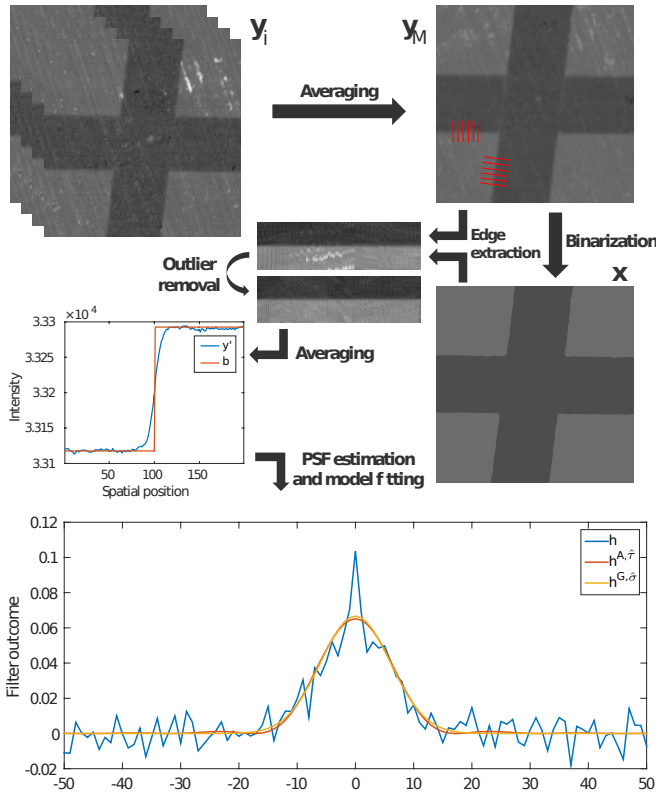 y_i
y_M
Averaging
Edge
extraction
Binarization
Outlier
removal
x
×10^4
3.33
3.325
3.32
3.315
3.31
Intensity
y'
b
50
100
150
Spatial position
Averaging
PSF estimation
and model f tting
0.12
0.1
0.08
0.06
0.04
0.02
0
-0.02
Filter outcome
h
h^{A,τ̂}
h^{G,σ̂}
-50
-40
-30
-20
-10
0
10
20
30
40
50